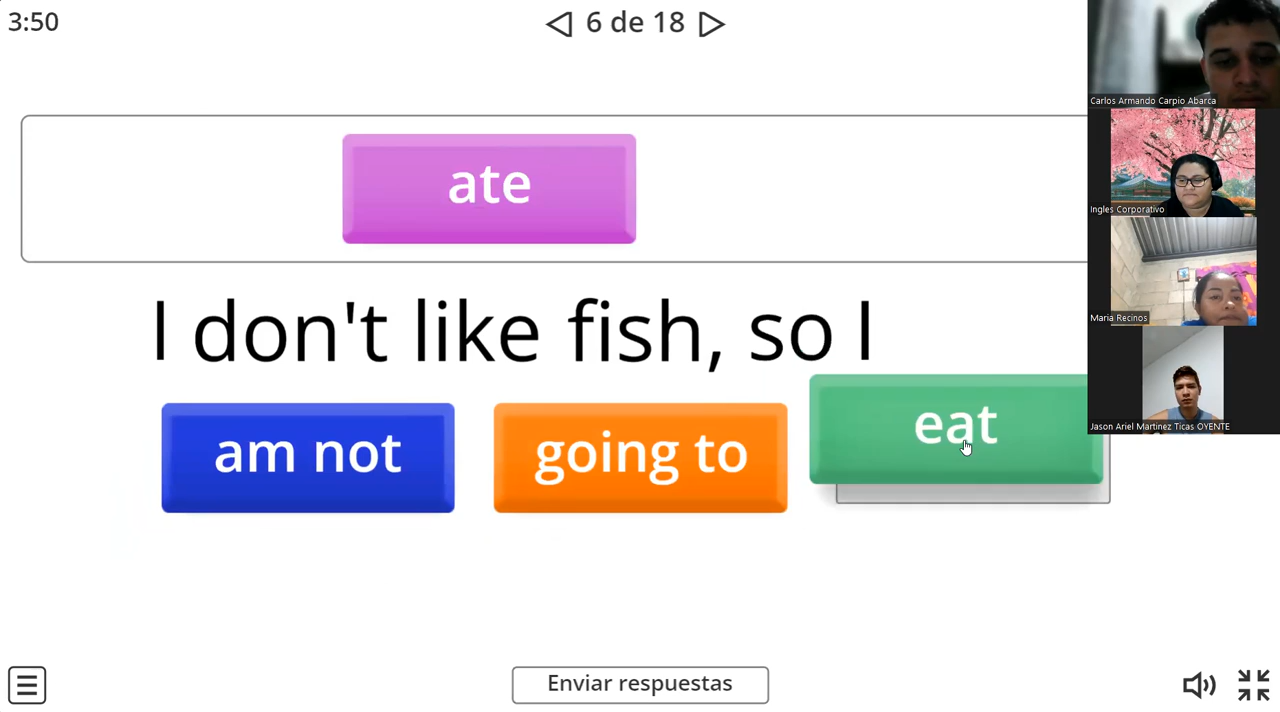 3:50
6 de 18
ate
I don't like fish, so I
am not
going to
eat
Enviar respuestas
Carlos Armando Carpio Abarca
Ingles Corporativo
Maria Recinos
Jason Ariel Martinez Ticas OYENTE